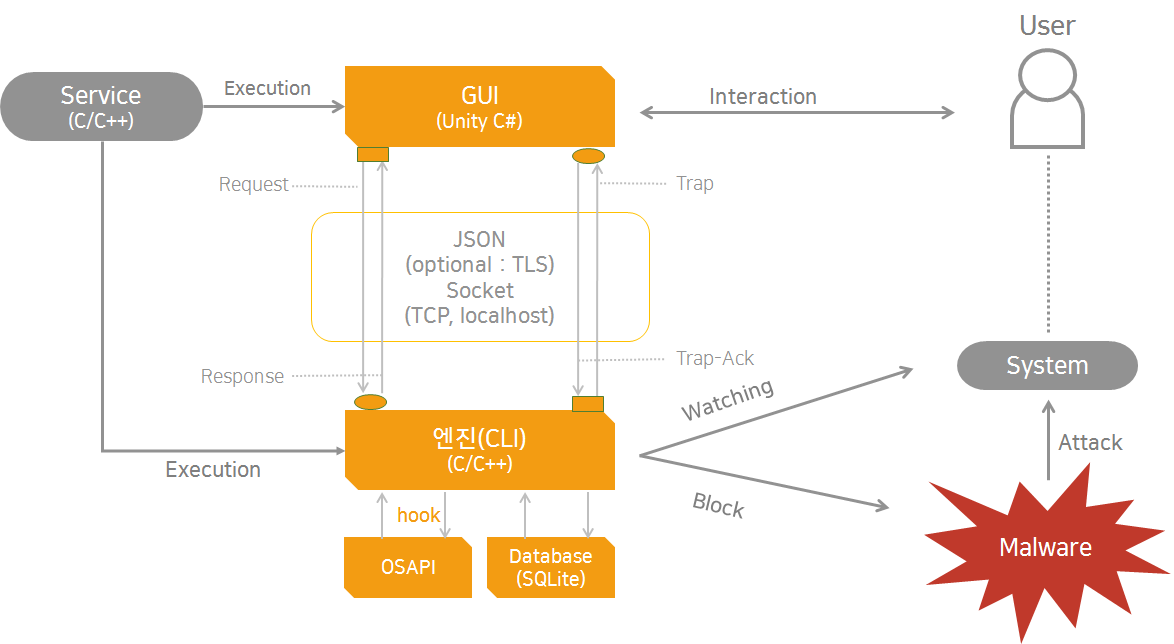 User
Service
(C/C++)
Execution
GUI
(Unity C#)
Interaction
Request
Trap
JSON
(optional : TLS)
Socket
(TCP, localhost)
Response
Trap-Ack
System
Watching
엔진(CLI)
(C/C++)
Execution
Attack
Block
hook
Malware
OSAPI
Database
(SQLite)